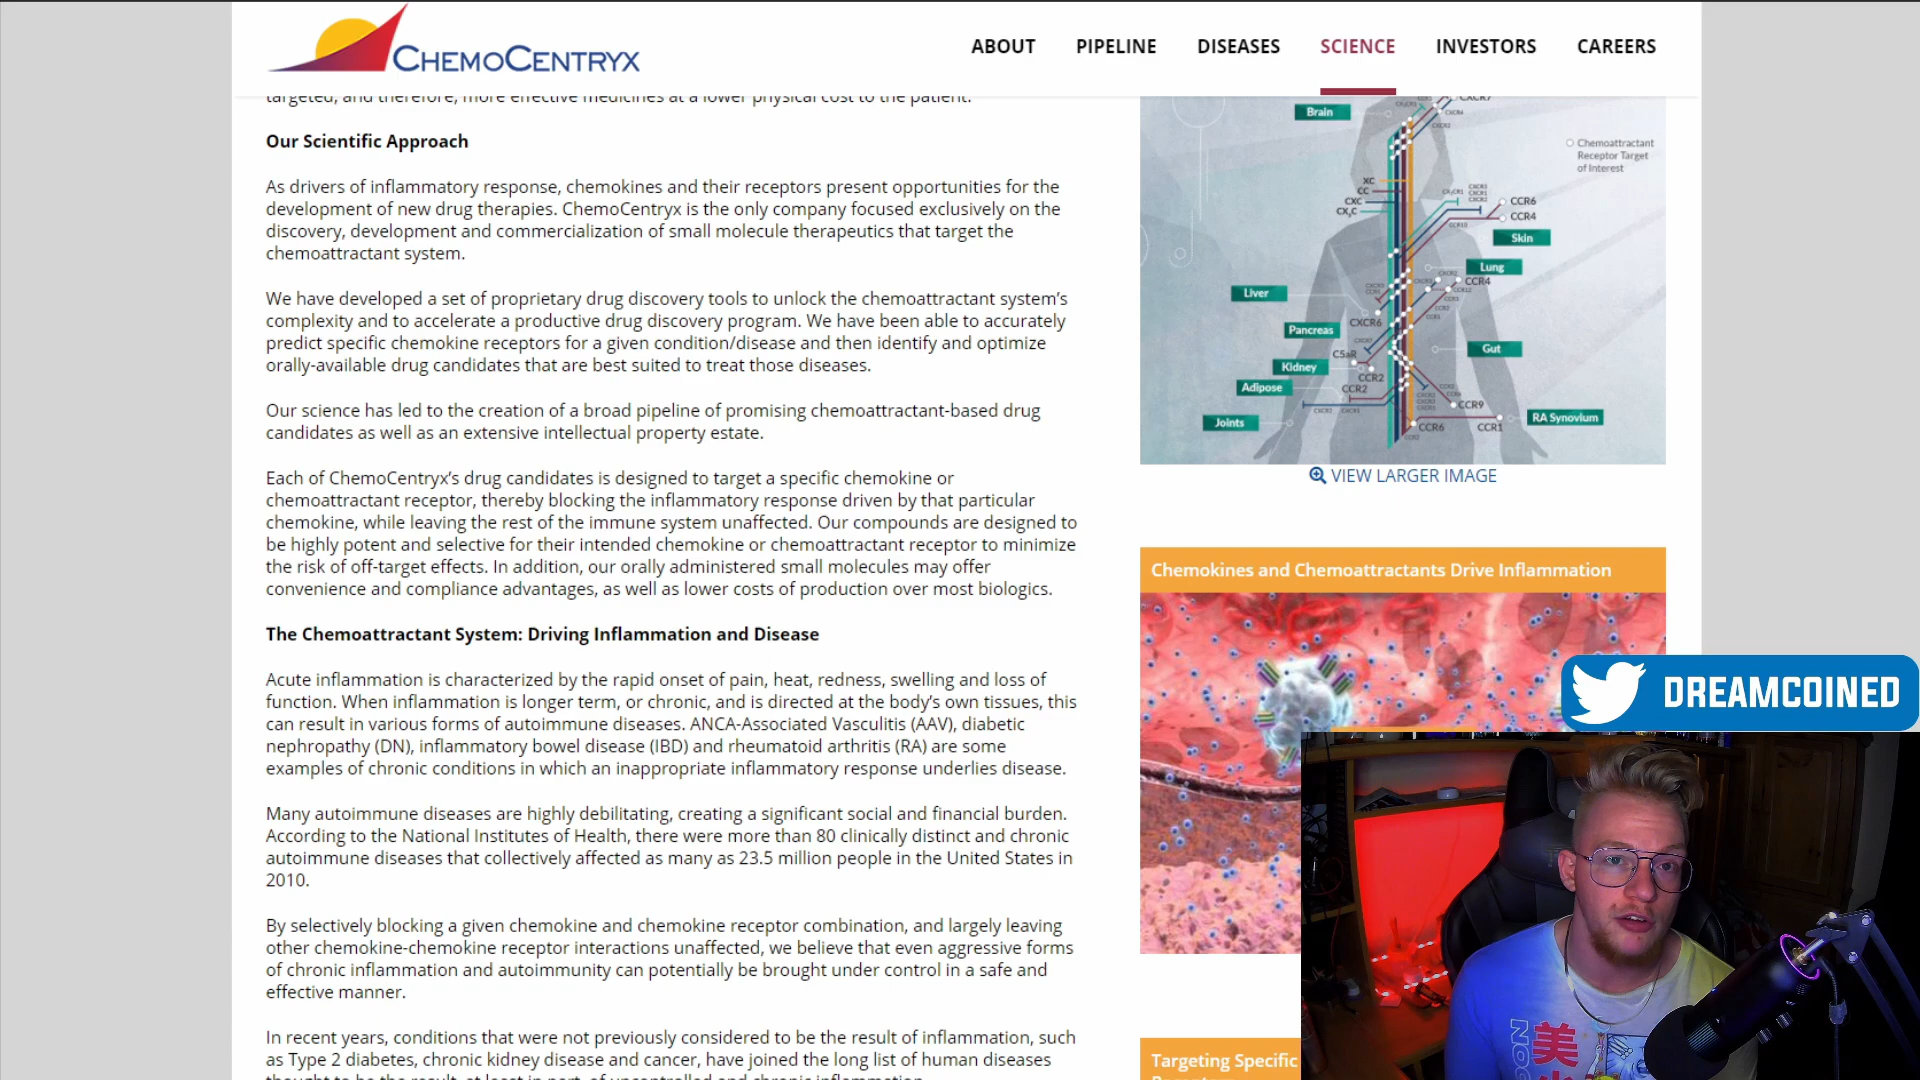 CHEMOCENTRYX
ABOUT PIPELINE DISEASES SCIENCE INVESTORS CAREERS
targeted, and therefore, more effective medicines at a lower physical cost to the patient.
Our Scientific Approach
As drivers of inflammatory response, chemokines and their receptors present opportunities for the
development of new drug therapies. ChemoCentryx is the only company focused exclusively on the
discovery, development and commercialization of small molecule therapeutics that target the
chemoattractant system.
We have developed a set of proprietary drug discovery tools to unlock the chemoattractant system's
complexity and to accelerate a productive drug discovery program. We have been able to accurately
predict specific chemokine receptors for a given condition/disease and then identify and optimize
orally-available drug candidates that are best suited to treat those diseases.
Our science has led to the creation of a broad pipeline of promising chemoattractant-based drug
candidates as well as an extensive intellectual property estate.
Each of ChemoCentryx's drug candidates is designed to target a specific chemokine or
chemoattractant receptor, thereby blocking the inflammatory response driven by that particular
chemokine, while leaving the rest of the immune system unaffected. Our compounds are designed to
be highly potent and selective for their intended chemokine or chemoattractant receptor to minimize
the risk of off-target effects. In addition, our orally administered small molecules may offer
convenience and compliance advantages, as well as lower costs of production over most biologics.
The Chemoattractant System: Driving Inflammation and Disease
Acute inflammation is characterized by the rapid onset of pain, heat, redness, swelling and loss of
function. When inflammation is longer term, or chronic, and is directed at the body's own tissues, this
can result in various forms of autoimmune diseases. ANCA-Associated Vasculitis (AAV), diabetic
nephropathy (DN), inflammatory bowel disease (IBD) and rheumatoid arthritis (RA) are some
examples of chronic conditions in which an inappropriate inflammatory response underlies disease.
Many autoimmune diseases are highly debilitating, creating a significant social and financial burden.
According to the National Institutes of Health, there were more than 80 clinically distinct and chronic
autoimmune diseases that collectively affected as many as 23.5 million people in the United States in
2010.
By selectively blocking a given chemokine and chemokine receptor combination, and largely leaving
other chemokine-chemokine receptor interactions unaffected, we believe that even aggressive forms
of chronic inflammation and autoimmunity can potentially be brought under control in a safe and
effective manner.
In recent years, conditions that were not previously considered to be the result of inflammation, such
as Type 2 diabetes, chronic kidney disease and cancer, have joined the long list of human diseases
thought to be the result, at least in part, of uncontrolled and chronic inflammation.
Brain
CXCR7
Chemoattractant
Receptor Target
of Interest
XC
CC
CXC
CX₃C
CCR6
CCR4
Skin
Lung
CCR4
Liver
CXCR6
Pancreas
C5aR
Gut
Kidney
CCR2
Adipose
CCR2
CCR9
Joints
CCR6
CCR1
RA Synovium
VIEW LARGER IMAGE
Chemokines and Chemoattractants Drive Inflammation
DREAMCOINED
Targeting Specific
美